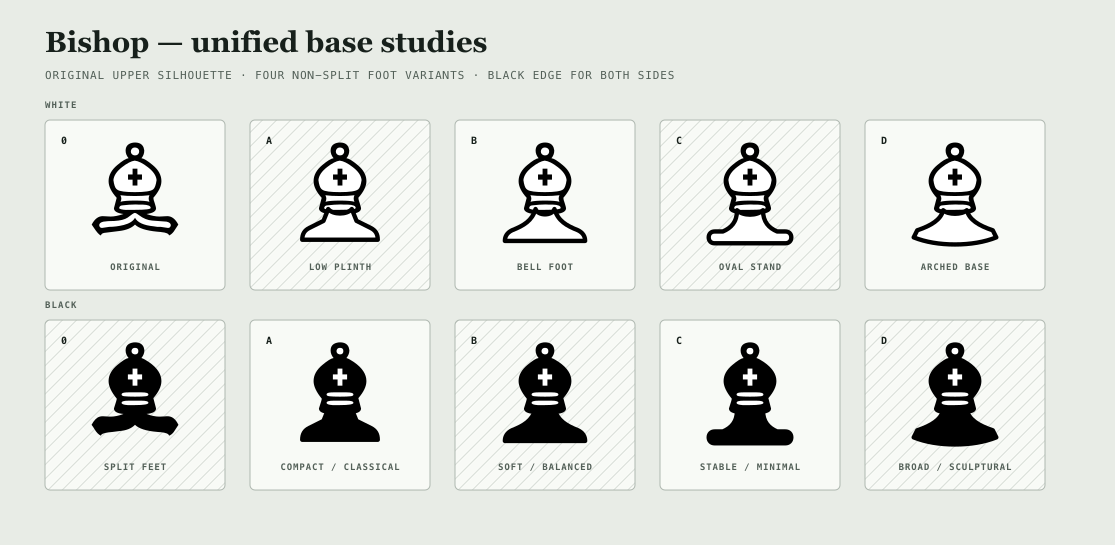 Bishop — unified base studies
ORIGINAL UPPER SILHOUETTE · FOUR NON–SPLIT FOOT VARIANTS · BLACK EDGE FOR BOTH SIDES
WHITE
0 A B C D
ORIGINAL LOW PLINTH BELL FOOT OVAL STAND ARCHED BASE
BLACK
0 A B C D
SPLIT FEET COMPACT / CLASSICAL SOFT / BALANCED STABLE / MINIMAL BROAD / SCULPTURAL